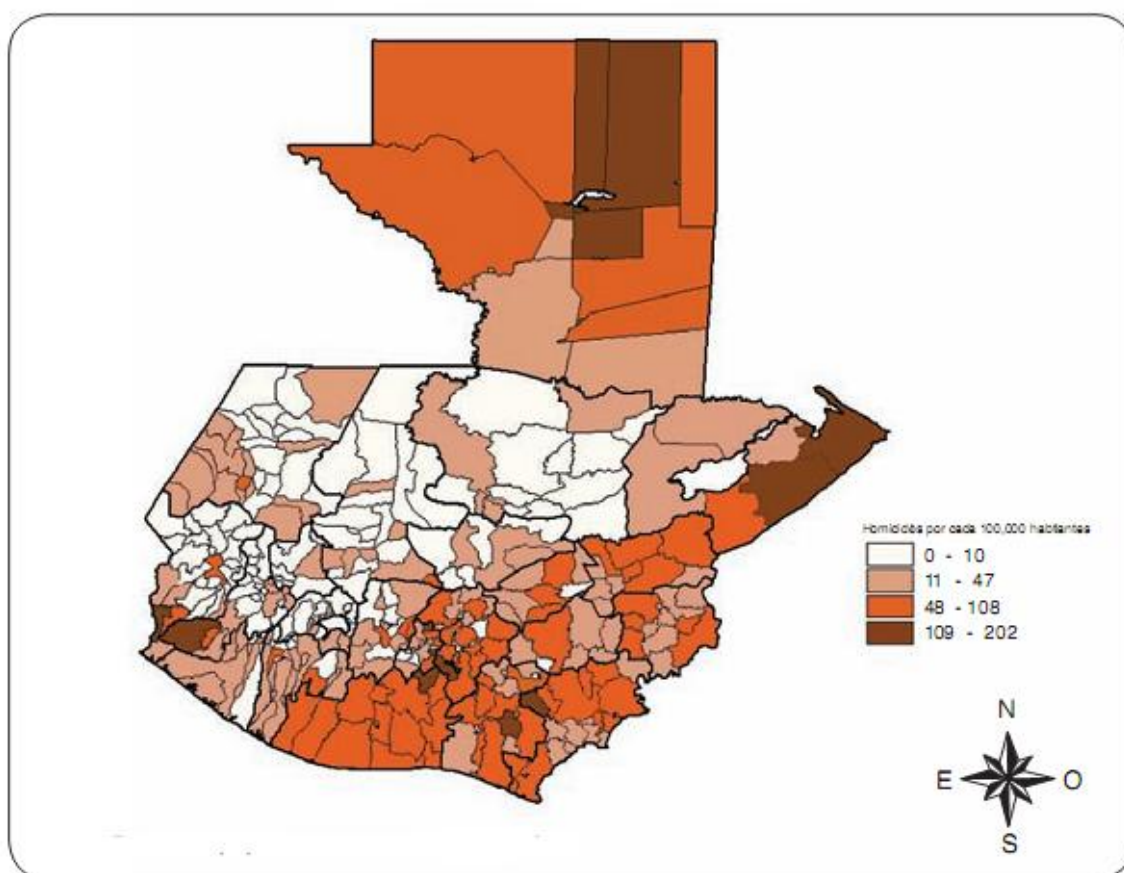 Homicidios por cada 100,000 habitantes
0 - 10
11 - 47
48 - 108
109 - 202
N
E O
S